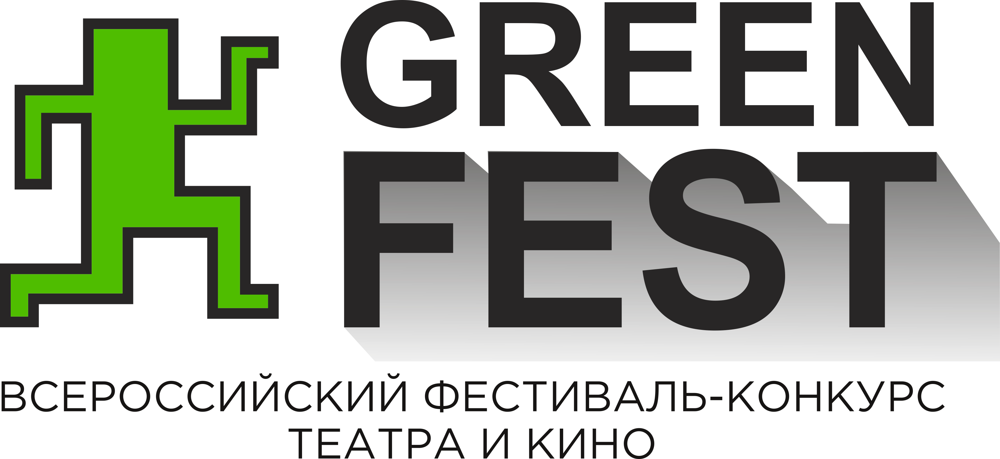 GREEN
FEST
ВСЕРОССИЙСКИЙ ФЕСТИВАЛЬ-КОНКУРС
ТЕАТРА И КИНО